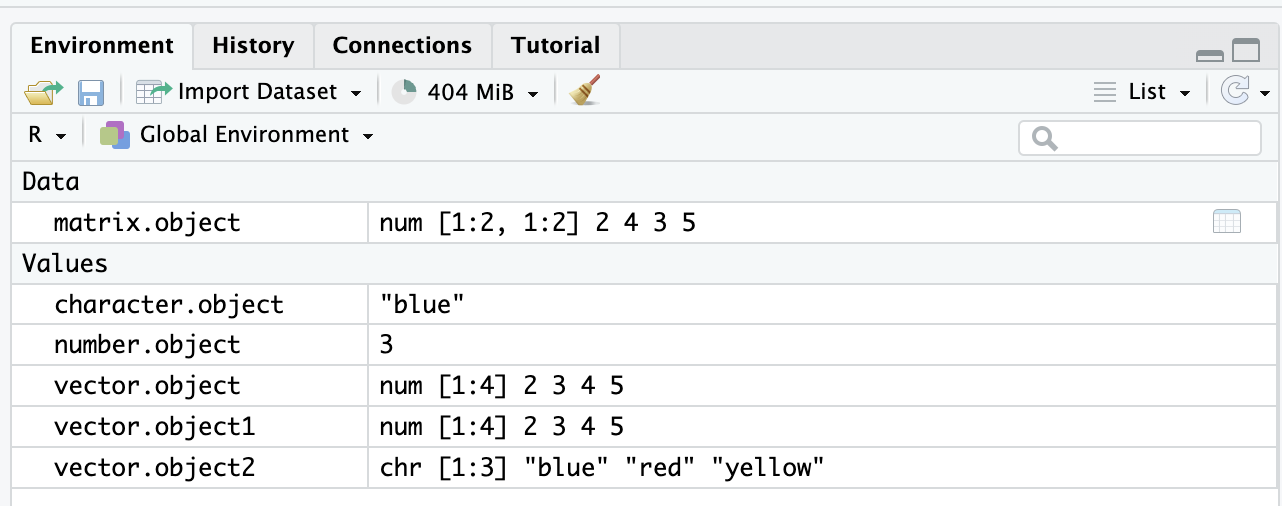 Environment History Connections Tutorial
Import Dataset 404 MiB List
R Global Environment
Data
matrix.object num [1:2, 1:2] 2 4 3 5
Values
character.object "blue"
number.object 3
vector.object num [1:4] 2 3 4 5
vector.object1 num [1:4] 2 3 4 5
vector.object2 chr [1:3] "blue" "red" "yellow"